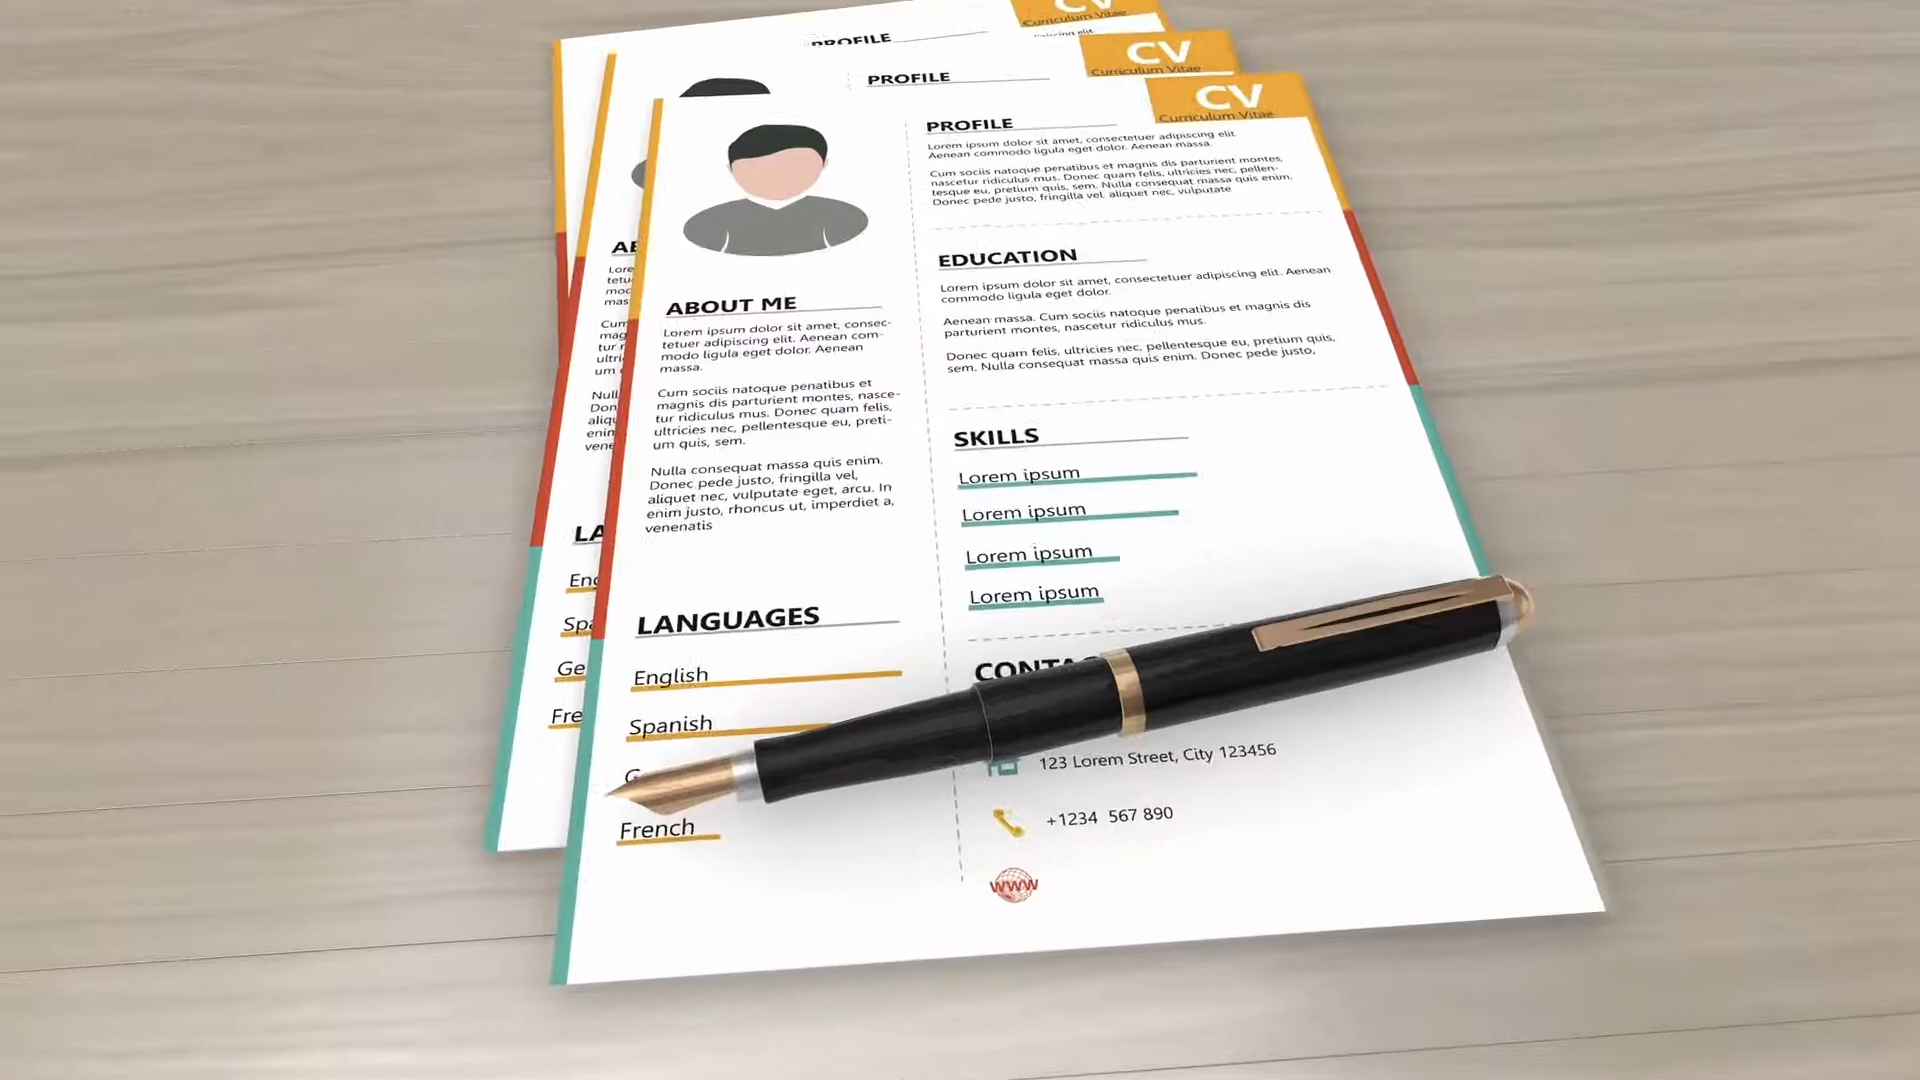 PROFILE
CV
Curriculum Vitae
PROFILE
CV
Curriculum Vitae
CV
Curriculum Vitae
PROFILE
Lorem ipsum dolor sit amet, consectetuer adipiscing elit.
Aenean commodo ligula eget dolor. Aenean massa.
Cum sociis natoque penatibus et magnis dis parturient montes,
nascetur ridiculus mus. Donec quam felis, ultricies nec, pellen-
tesque eu, pretium quis, sem. Nulla consequat massa quis enim.
Donec pede justo, fringilla vel, aliquet nec, vulputate
EDUCATION
Lorem ipsum dolor sit amet, consectetuer adipiscing elit. Aenean
commodo ligula eget dolor.
Aenean massa. Cum sociis natoque penatibus et magnis dis
parturient montes, nascetur ridiculus mus.
Donec quam felis, ultricies nec, pellentesque eu, pretium quis,
sem. Nulla consequat massa quis enim. Donec pede justo,
SKILLS
Lorem ipsum
Lorem ipsum
Lorem ipsum
Lorem ipsum
123 Lorem Street, City 123456
+1234 567 890
www
ABOUT ME
Lorem ipsum dolor sit amet, consec-
tetuer adipiscing elit. Aenean com-
modo ligula eget dolor. Aenean
massa.
Cum sociis natoque penatibus et
magnis dis parturient montes, nasce-
tur ridiculus mus. Donec quam felis,
ultricies nec, pellentesque eu, preti-
um quis, sem.
Nulla consequat massa quis enim.
Donec pede justo, fringilla vel,
aliquet nec, vulputate eget, arcu. In
enim justo, rhoncus ut, imperdiet a,
venenatis
LANGUAGES
English
Spanish
French